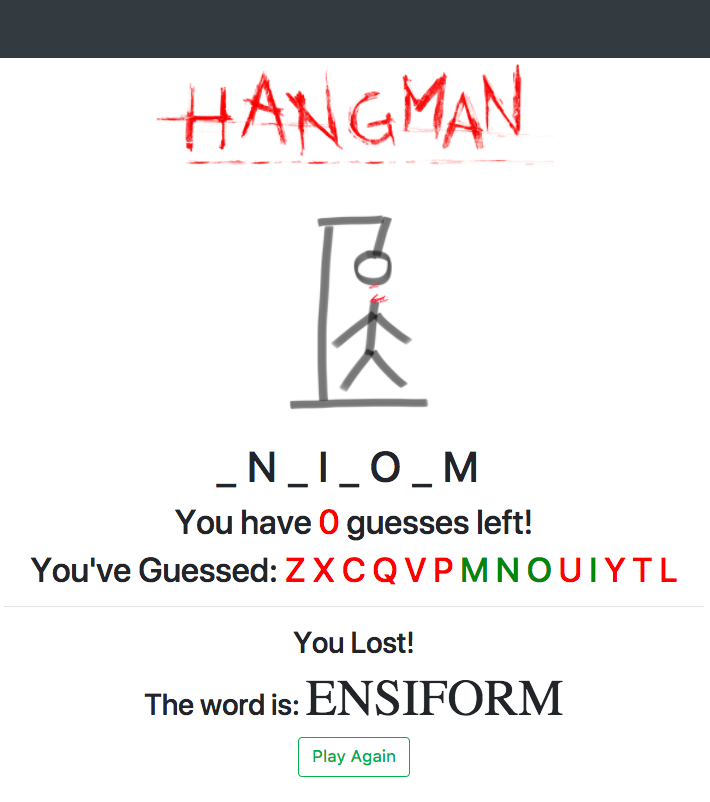 HANGMAN
_ N _ I _ O _ M
You have 0 guesses left!
You've Guessed: Z X C Q V P M N O U I Y T L
You Lost!
The word is: ENSIFORM
Play Again